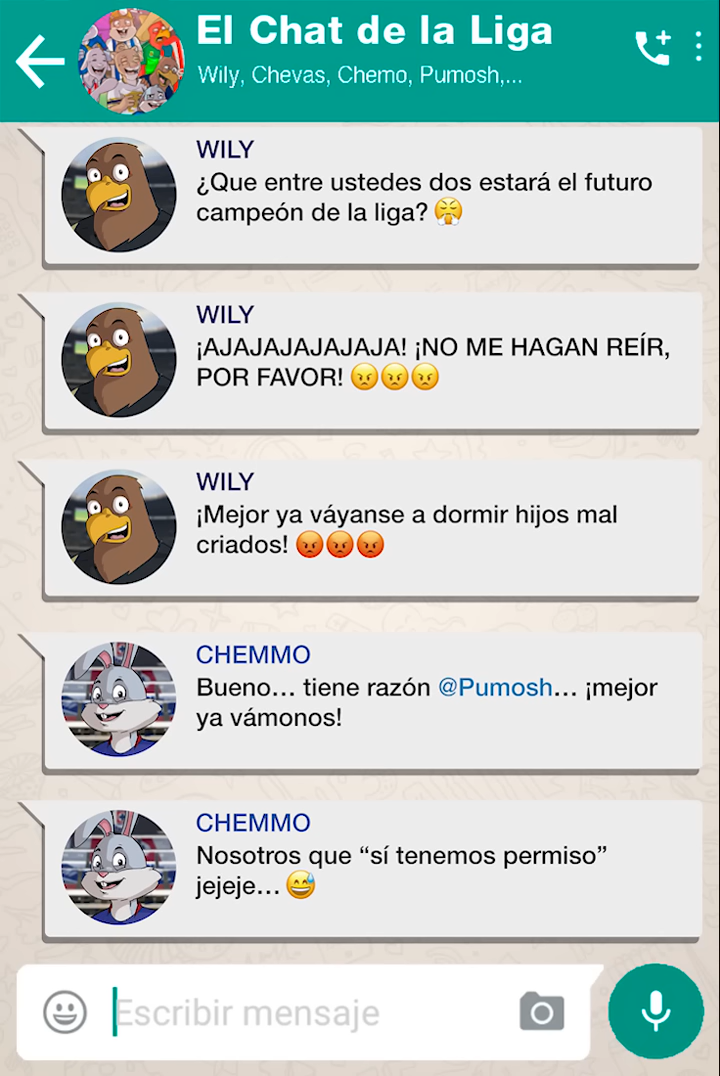 El Chat de la Liga
Wily, Chevas, Chemo, Pumosh,...
WILY
¿Que entre ustedes dos estará el futuro
campeón de la liga? 😤
WILY
¡AJAJAJAJAJAJA! ¡NO ME HAGAN REÍR,
POR FAVOR! 😠😠😠
WILY
¡Mejor ya váyanse a dormir hijos mal
criados! 😡😡😡
CHEMMO
Bueno... tiene razón @Pumosh... ¡mejor
ya vámonos!
CHEMMO
Nosotros que “sí tenemos permiso”
jejeje... 😅
Escribir mensaje